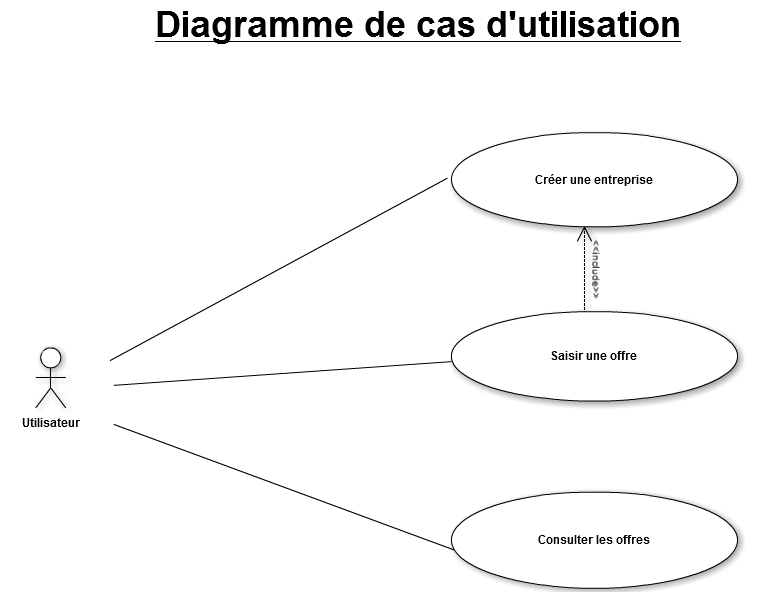 Diagramme de cas d'utilisation
Créer une entreprise
<<include>>
Saisir une offre
Utilisateur
Consulter les offres